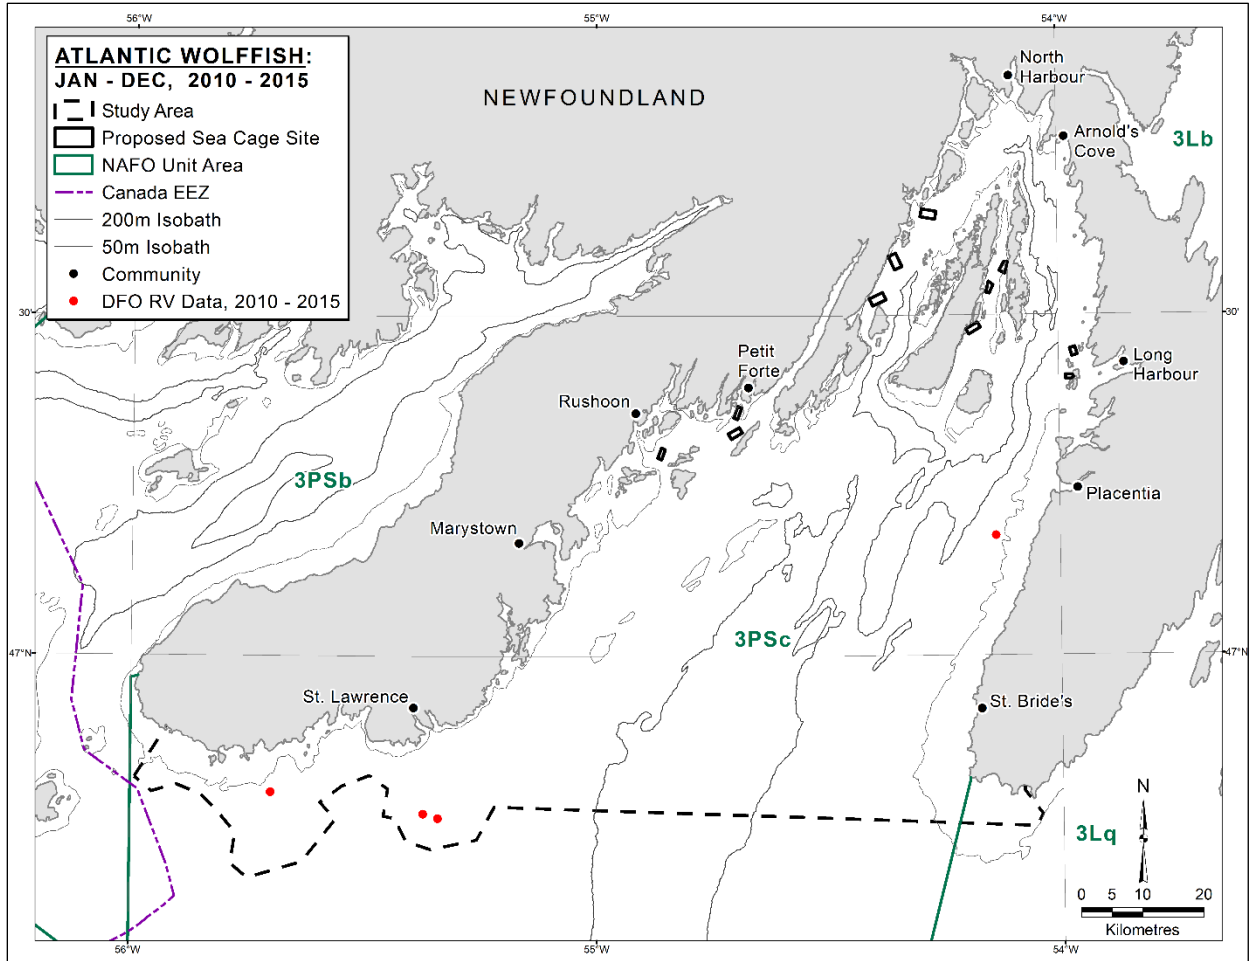 56°W
55°W
54°W
ATLANTIC WOLFFISH:
JAN - DEC, 2010 - 2015
Study Area
Proposed Sea Cage Site
NAFO Unit Area
Canada EEZ
200m Isobath
50m Isobath
Community
DFO RV Data, 2010 - 2015
NEWFOUNDLAND
North
Harbour
Arnold's
Cove
3Lb
30'
30'
Petit
Forte
Long
Harbour
Rushoon
3PSb
Placentia
Marystown
3PSc
47°N
47°N
St. Lawrence
St. Bride's
N
3Lq
0 5 10 20
Kilometres
56°W
55°W
54°W